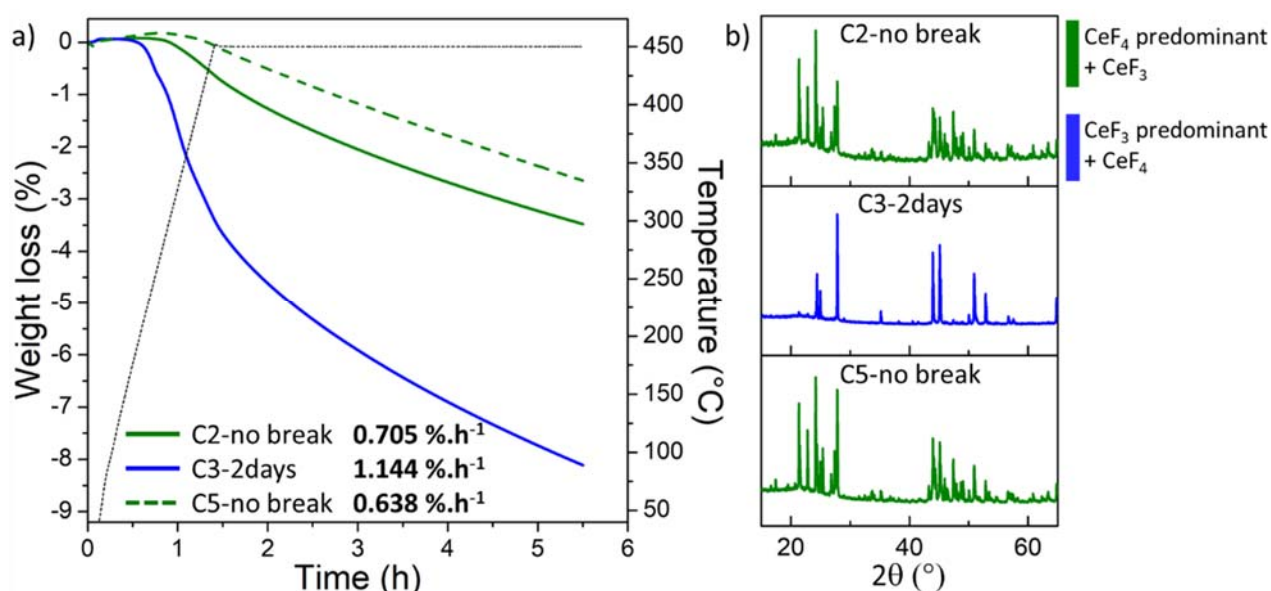 a)
Weight loss (%)
0
-1
-2
-3
-4
-5
-6
-7
-8
-9
C2-no break 0.705 %.h⁻¹
C3-2days 1.144 %.h⁻¹
C5-no break 0.638 %.h⁻¹
0 1 2 3 4 5 6
Time (h)
450
400
350
300
250
200
150
100
50
Temperature (°C)
b)
C2-no break
C3-2days
C5-no break
20 40 60
2θ (°)
CeF₄ predominant
+ CeF₃
CeF₃ predominant
+ CeF₄